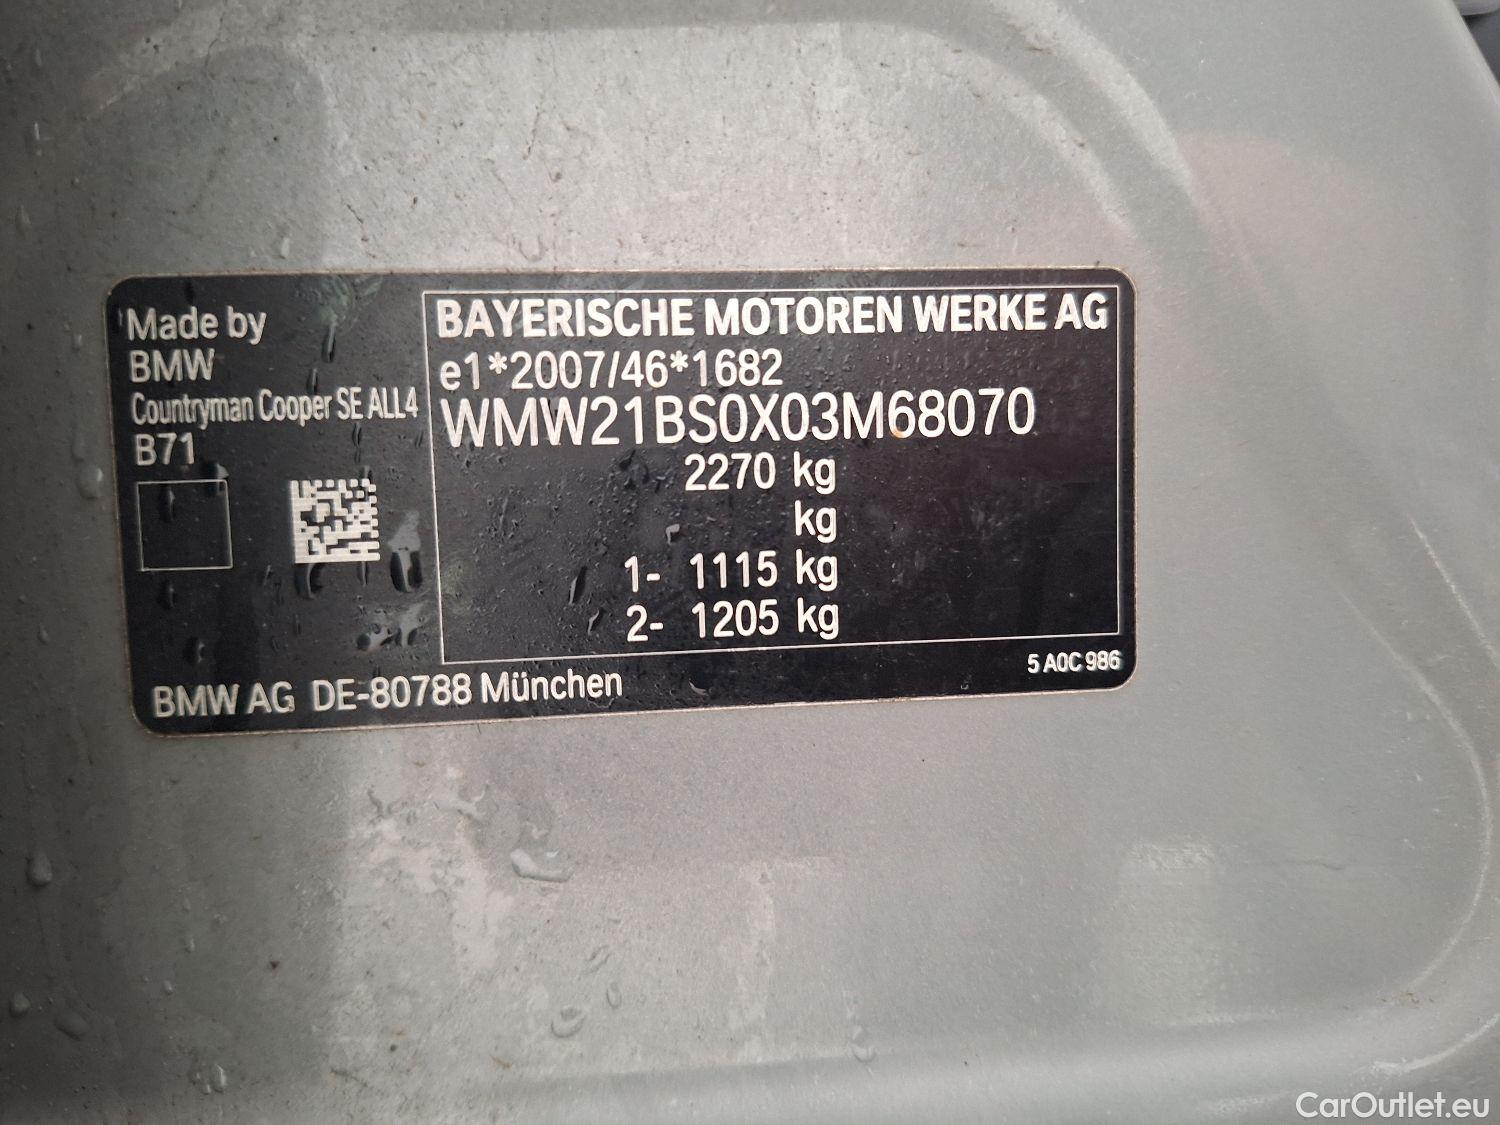 Made by
BMW
Countryman Cooper SE ALL4
B71
BAYERISCHE MOTOREN WERKE AG
e1*2007/46*1682
WMW21BS0X03M68070
2270 kg
kg
1- 1115 kg
2- 1205 kg
5 A0C 986
BMW AG DE-80788 München
CarOutlet.eu